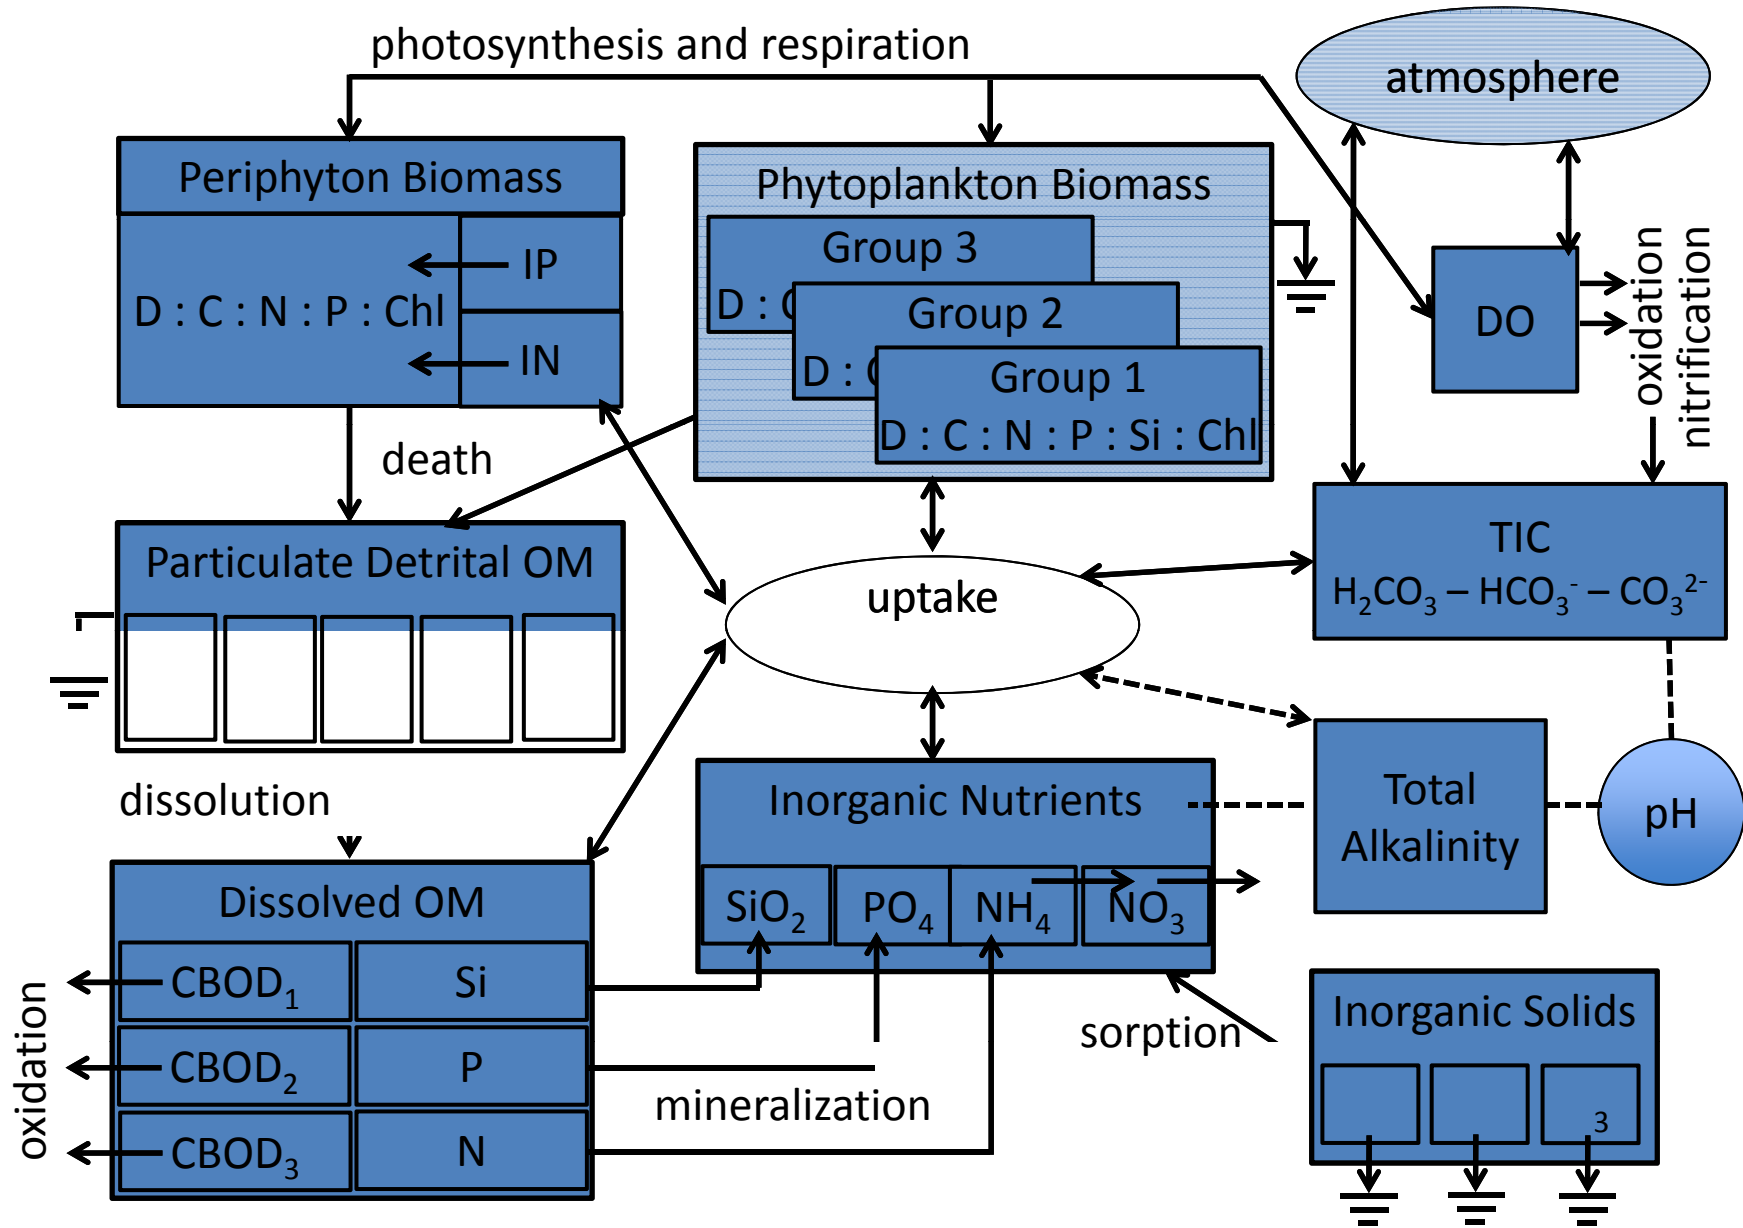 photosynthesis and respiration
atmosphere
Periphyton Biomass
IP
D : C : N : P : Chl
IN
Phytoplankton Biomass
Group 3
D : C
Group 2
D : C
Group 1
D : C : N : P : Si : Chl
DO
oxidation
nitrification
death
Particulate Detrital OM
uptake
TIC
H₂CO₃ – HCO₃⁻ – CO₃²⁻
dissolution
Inorganic Nutrients
SiO₂
PO₄
NH₄
NO₃
Total
Alkalinity
pH
Dissolved OM
CBOD₁
Si
CBOD₂
P
CBOD₃
N
oxidation
mineralization
sorption
Inorganic Solids
₃